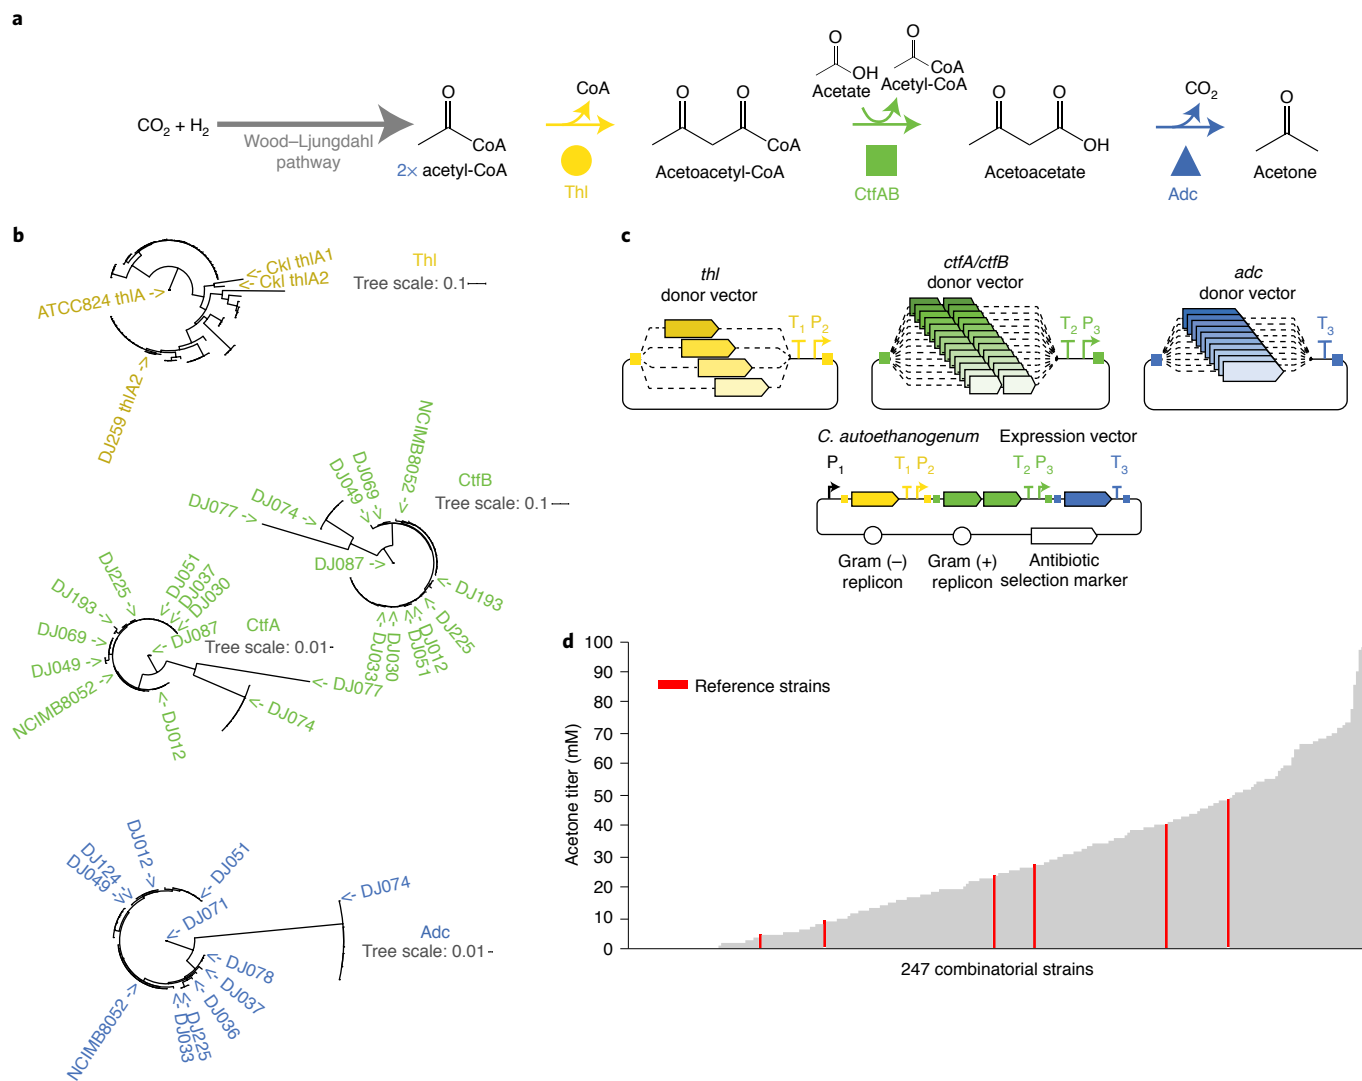 a
CO2 + H2
Wood–Ljungdahl
pathway
O
CoA
2× acetyl-CoA
CoA
Thl
O O
CoA
Acetoacetyl-CoA
O
OH
Acetate
O
CoA
Acetyl-CoA
CtfAB
O O
OH
Acetoacetate
CO2
Adc
O
Acetone
b
Thl
Tree scale: 0.1
<- Ckl thlA1
<- Ckl thlA2
ATCC824 thlA ->
DJ259 thlA2 ->
CtfB
Tree scale: 0.1
NCIMB8052 ->
DJ069 ->
DJ049 ->
DJ074 ->
DJ077 ->
DJ087 ->
<- DJ193
<- DJ225
<- DJ012
<- DJ051
<- DJ030
<- DJ033
CtfA
Tree scale: 0.01
DJ225 ->
DJ193 ->
DJ069 ->
DJ049 ->
NCIMB8052 ->
<- DJ051
<- DJ037
<- DJ030
<- DJ087
<- DJ077
<- DJ074
<- DJ012
Adc
Tree scale: 0.01
DJ012 ->
DJ124 ->
DJ049 ->
<- DJ051
<- DJ071
<- DJ074
<- DJ078
<- DJ037
<- DJ036
<- DJ225
<- DJ033
NCIMB8052 ->
c
thl
donor vector
T1 P2
ctfA/ctfB
donor vector
T2 P3
adc
donor vector
T3
C. autoethanogenum Expression vector
P1 T1 P2 T2 P3 T3
Gram (–)
replicon
Gram (+)
replicon
Antibiotic
selection marker
d
Acetone titer (mM)
100
90
80
70
60
50
40
30
20
10
0
Reference strains
247 combinatorial strains